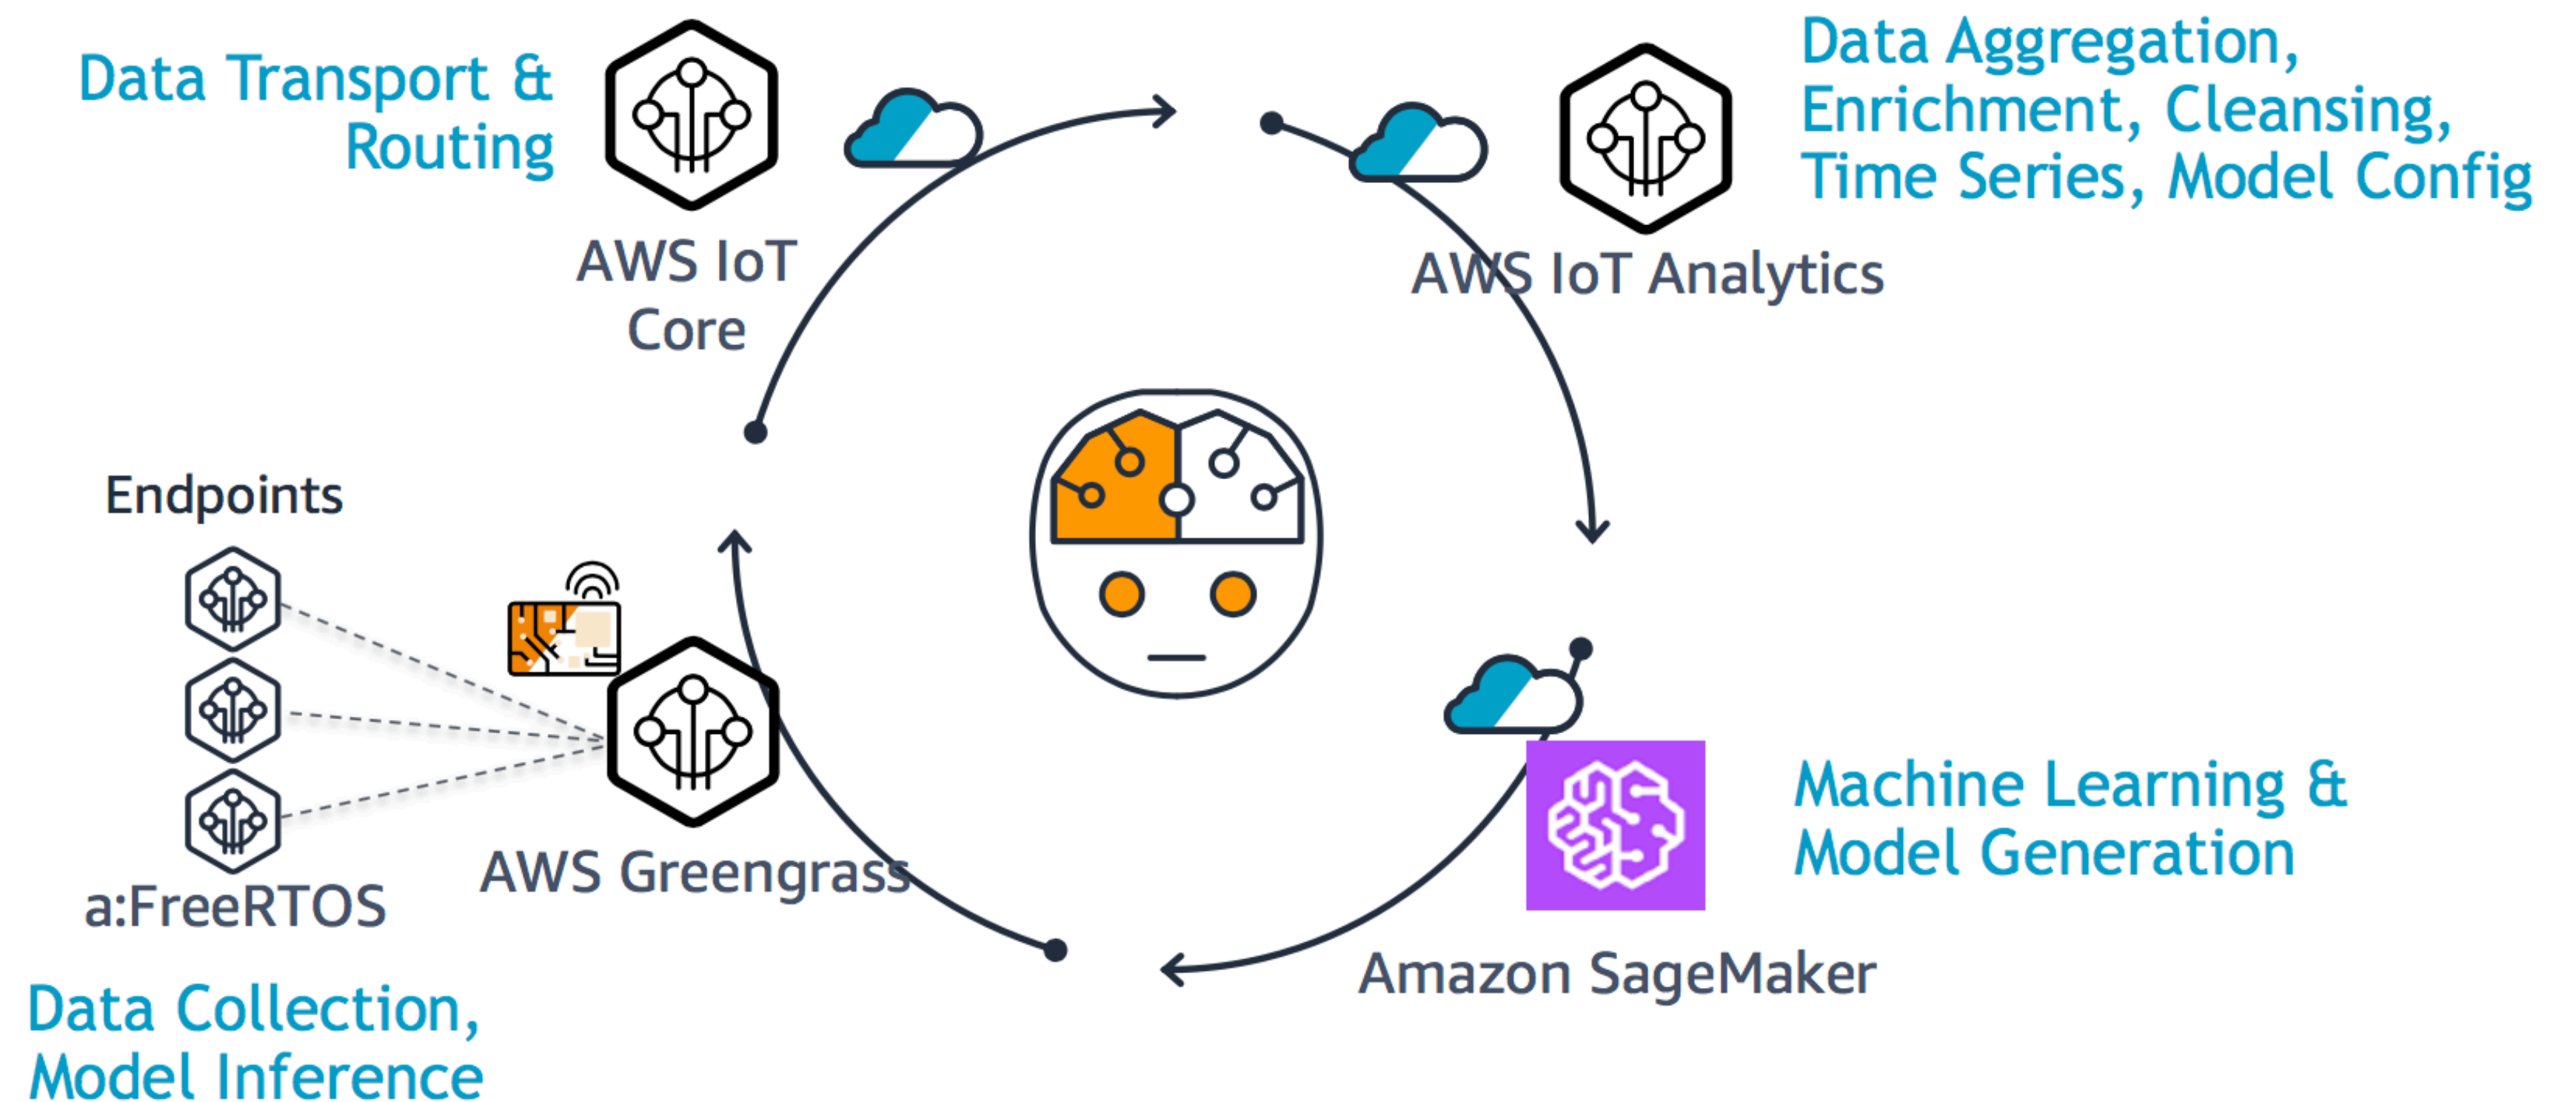 Data Transport &
Routing
AWS IoT
Core
Data Aggregation,
Enrichment, Cleansing,
Time Series, Model Config
AWS IoT Analytics
Endpoints
a:FreeRTOS
AWS Greengrass
Data Collection,
Model Inference
Machine Learning &
Model Generation
Amazon SageMaker